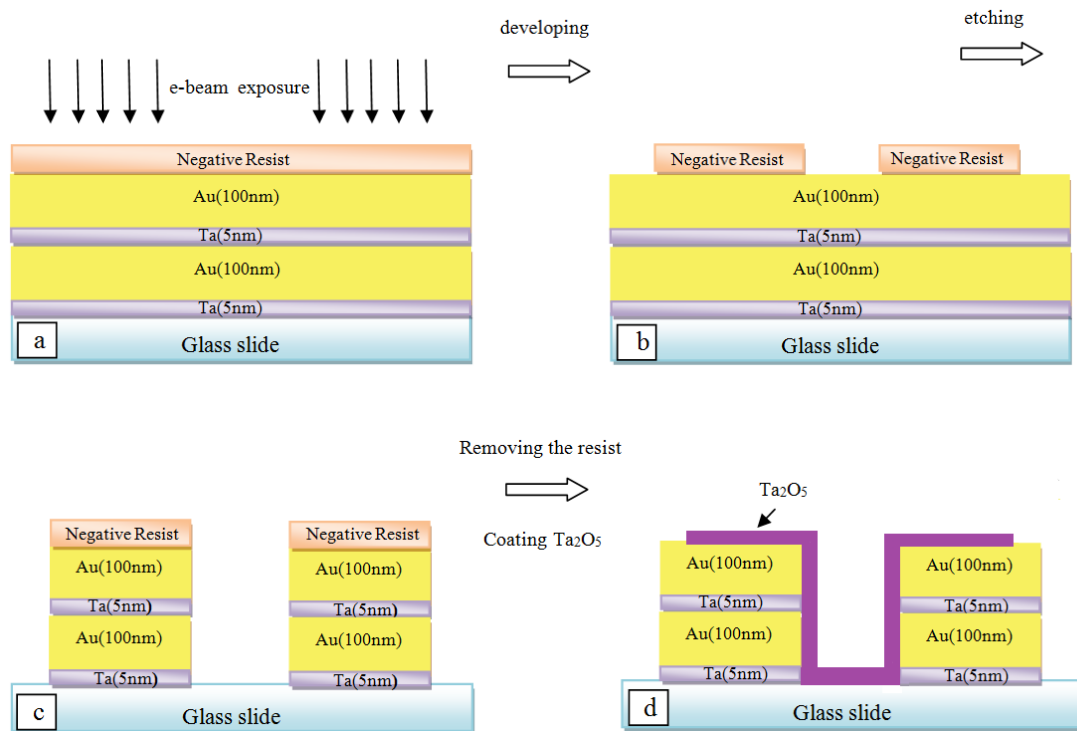 developing
etching
e-beam exposure
Negative Resist
Au(100nm)
Ta(5nm)
Au(100nm)
Ta(5nm)
a
Glass slide
Negative Resist
Negative Resist
Au(100nm)
Ta(5nm)
Au(100nm)
Ta(5nm)
b
Glass slide
Removing the resist
Coating Ta₂O₅
Negative Resist
Au(100nm)
Ta(5nm)
Au(100nm)
Ta(5nm)
Negative Resist
Au(100nm)
Ta(5nm)
Au(100nm)
Ta(5nm)
c
Glass slide
Ta₂O₅
Au(100nm)
Ta(5nm)
Au(100nm)
Ta(5nm)
Au(100nm)
Ta(5nm)
Au(100nm)
Ta(5nm)
d
Glass slide